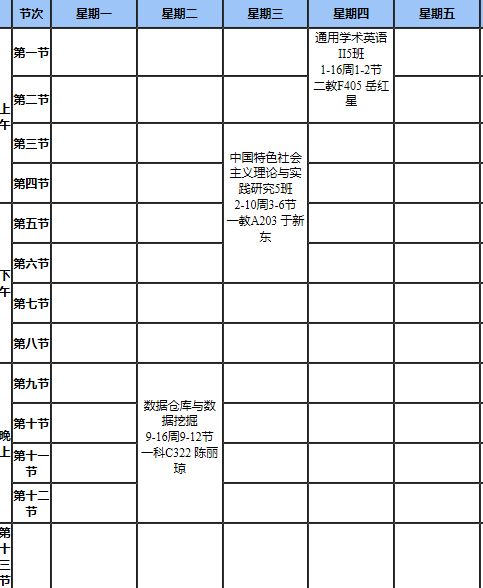 节次 星期一 星期二 星期三 星期四 星期五
上午
第一节
通用学术英语
II5班
1-16周1-2节
二教F405 岳红
星
第二节
第三节
中国特色社会
主义理论与实
践研究5班
2-10周3-6节
一教A203 于新
东
第四节
下午
第五节
第六节
第七节
第八节
晚上
第九节
数据仓库与数
据挖掘
9-16周9-12节
一科C322 陈丽
琼
第十节
第十一
节
第十二
节
第
十
三
节